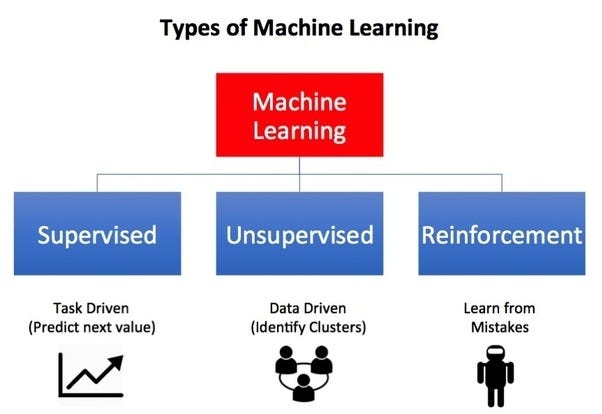 Types of Machine Learning
Machine
Learning
Supervised
Unsupervised
Reinforcement
Task Driven
(Predict next value)
Data Driven
(Identify Clusters)
Learn from
Mistakes